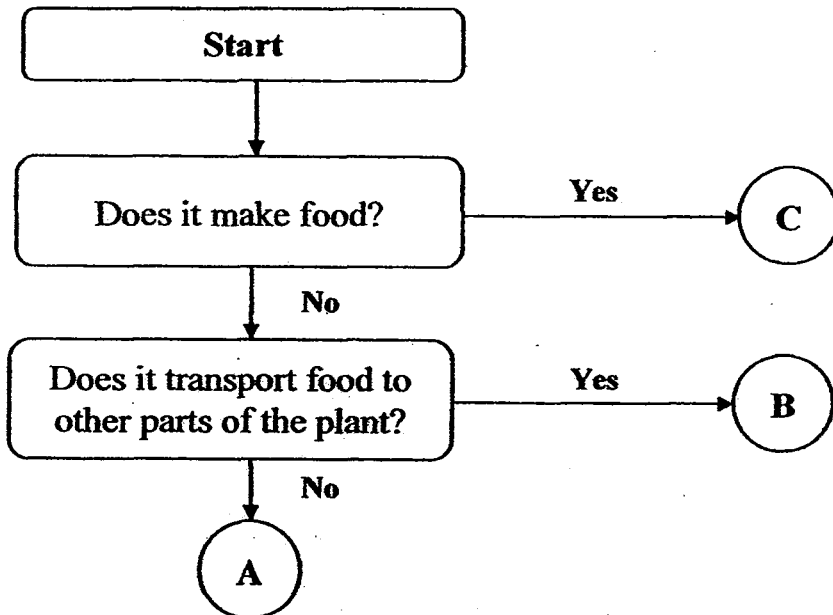 Start
Does it make food?
Yes
C
No
Does it transport food to
other parts of the plant?
Yes
B
No
A